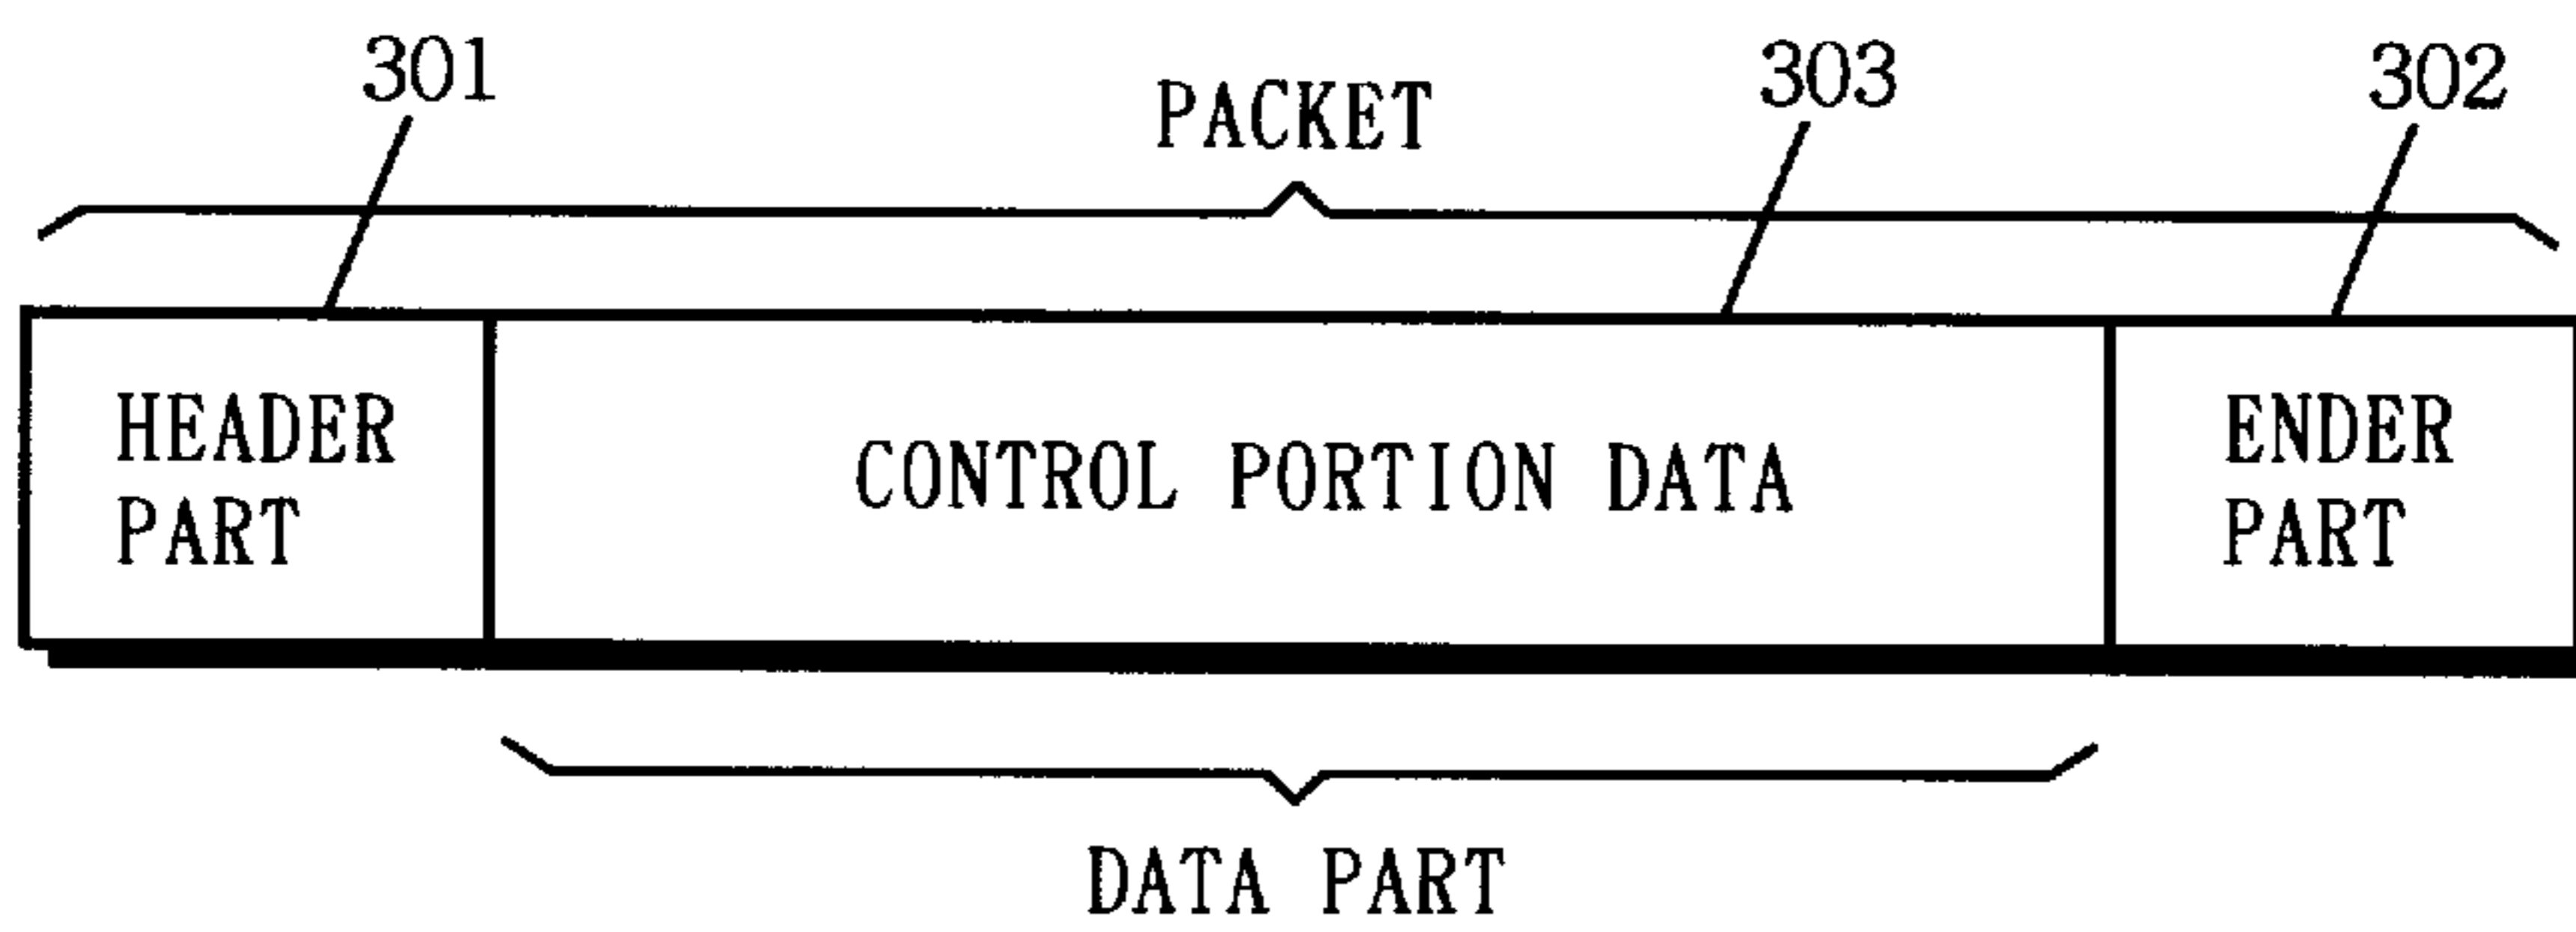 301
PACKET
303
302
HEADER
PART
CONTROL PORTION DATA
ENDER
PART
DATA PART